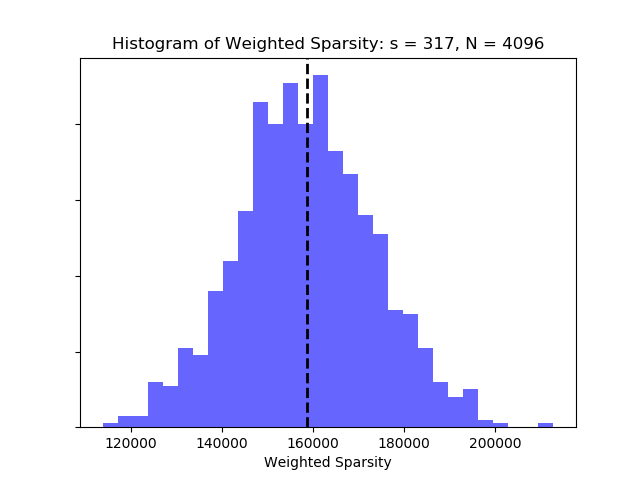 Histogram of Weighted Sparsity: s = 317, N = 4096
120000 140000 160000 180000 200000
Weighted Sparsity